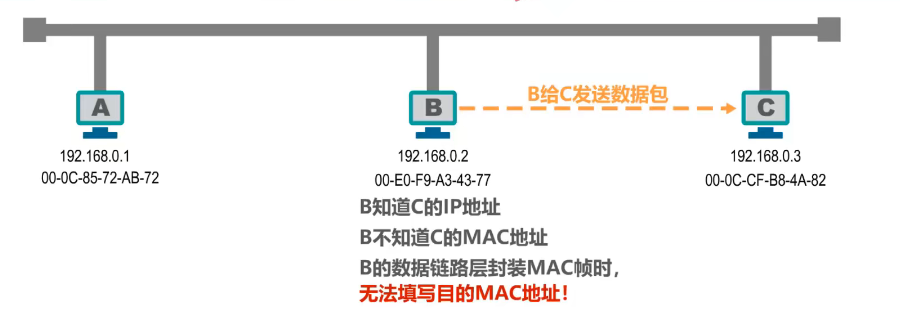 A
B
B给C发送数据包
C
192.168.0.1
192.168.0.2
192.168.0.3
00-0C-85-72-AB-72
00-E0-F9-A3-43-77
00-0C-CF-B8-4A-82
B知道C的IP地址
B不知道C的MAC地址
B的数据链路层封装MAC帧时，
无法填写目的MAC地址！